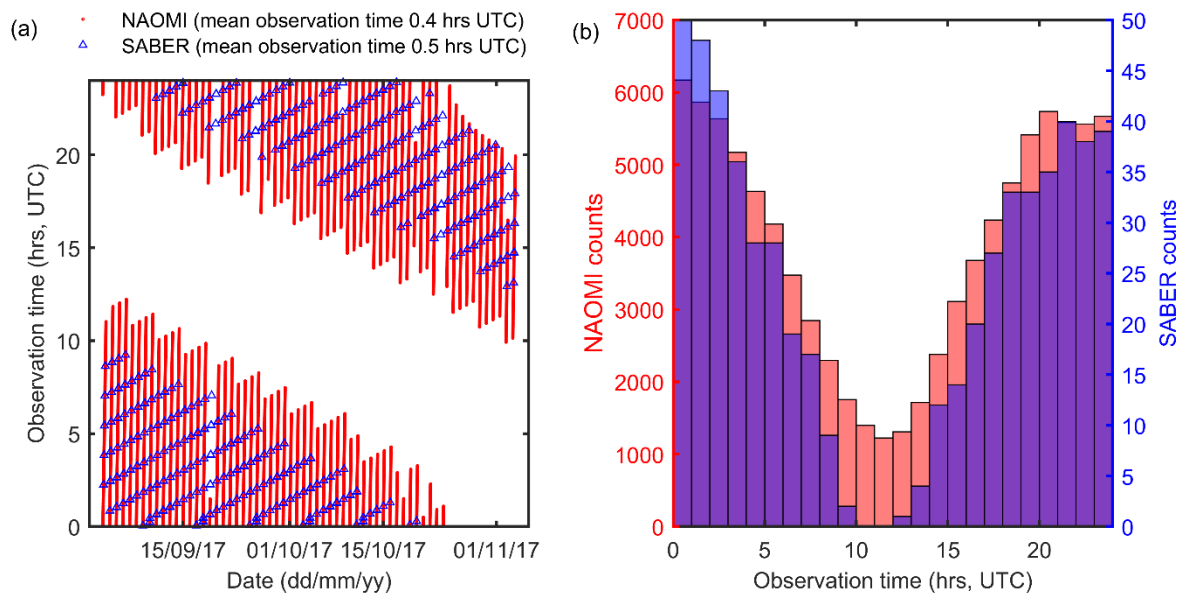 (a)
NAOMI (mean observation time 0.4 hrs UTC)
SABER (mean observation time 0.5 hrs UTC)
Observation time (hrs, UTC)
20
15
10
5
0
15/09/17 01/10/17 15/10/17 01/11/17
Date (dd/mm/yy)
(b)
NAOMI counts
7000
6000
5000
4000
3000
2000
1000
0
50
45
40
35
30
25
20
15
10
5
0
SABER counts
0 5 10 15 20
Observation time (hrs, UTC)